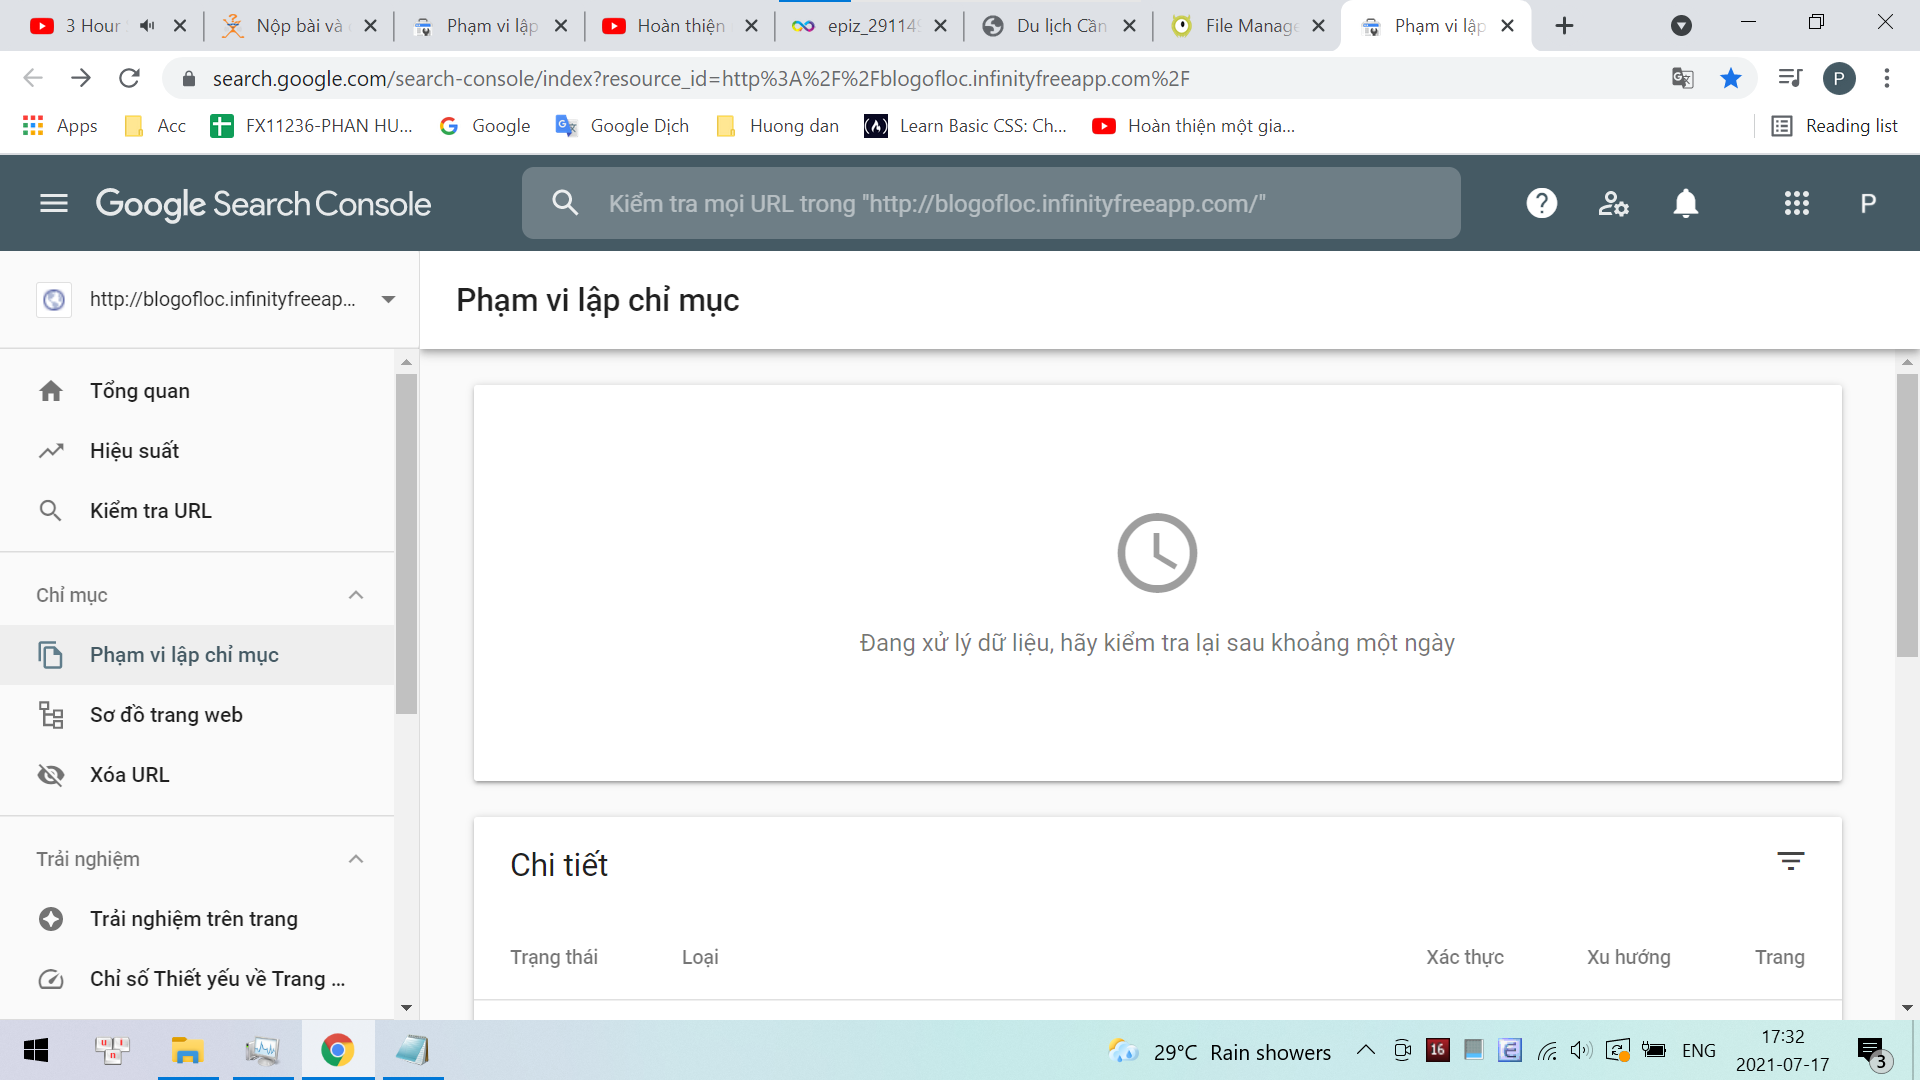 3 Hour
Nộp bài và
Phạm vi lập
Hoàn thiện
epiz_29114
Du lịch Cần
File Manage
Phạm vi lập
search.google.com/search-console/index?resource_id=http%3A%2F%2Fblogofloc.infinityfreeapp.com%2F
P
Apps
Acc
FX11236-PHAN HU...
Google
Google Dịch
Huong dan
Learn Basic CSS: Ch...
Hoàn thiện một gia...
Reading list
Google Search Console
Kiểm tra mọi URL trong "http://blogofloc.infinityfreeapp.com/"
P
http://blogofloc.infinityfreeap...
Phạm vi lập chỉ mục
Tổng quan
Hiệu suất
Kiểm tra URL
Chỉ mục
Phạm vi lập chỉ mục
Sơ đồ trang web
Xóa URL
Trải nghiệm
Trải nghiệm trên trang
Chỉ số Thiết yếu về Trang ...
Đang xử lý dữ liệu, hãy kiểm tra lại sau khoảng một ngày
Chi tiết
Trạng thái Loại Xác thực Xu hướng Trang
29°C Rain showers
16
ENG
17:32
2021-07-17
3